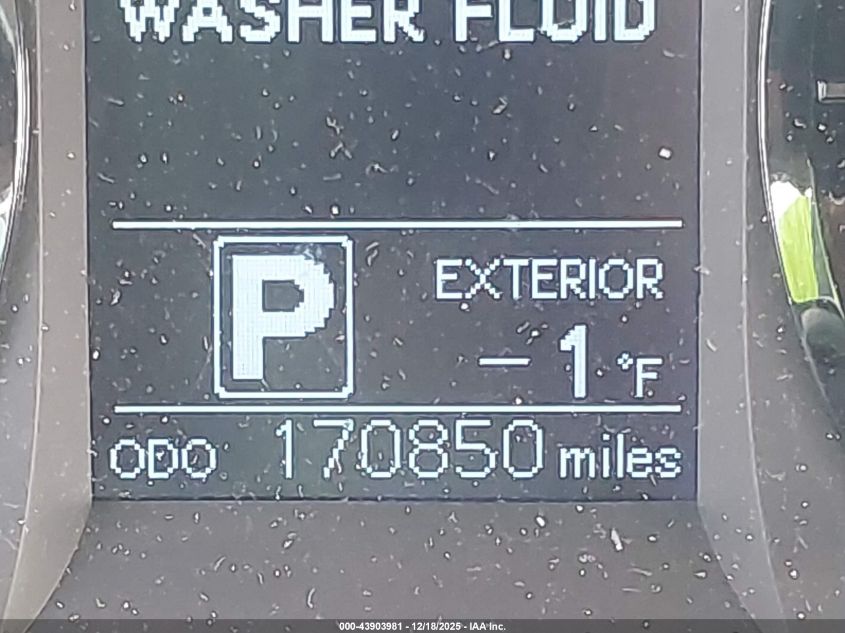 WASHER FLUID
P
EXTERIOR
-1°F
ODO 170850 miles
000-43903981 - 12/18/2025 - IAA Inc.